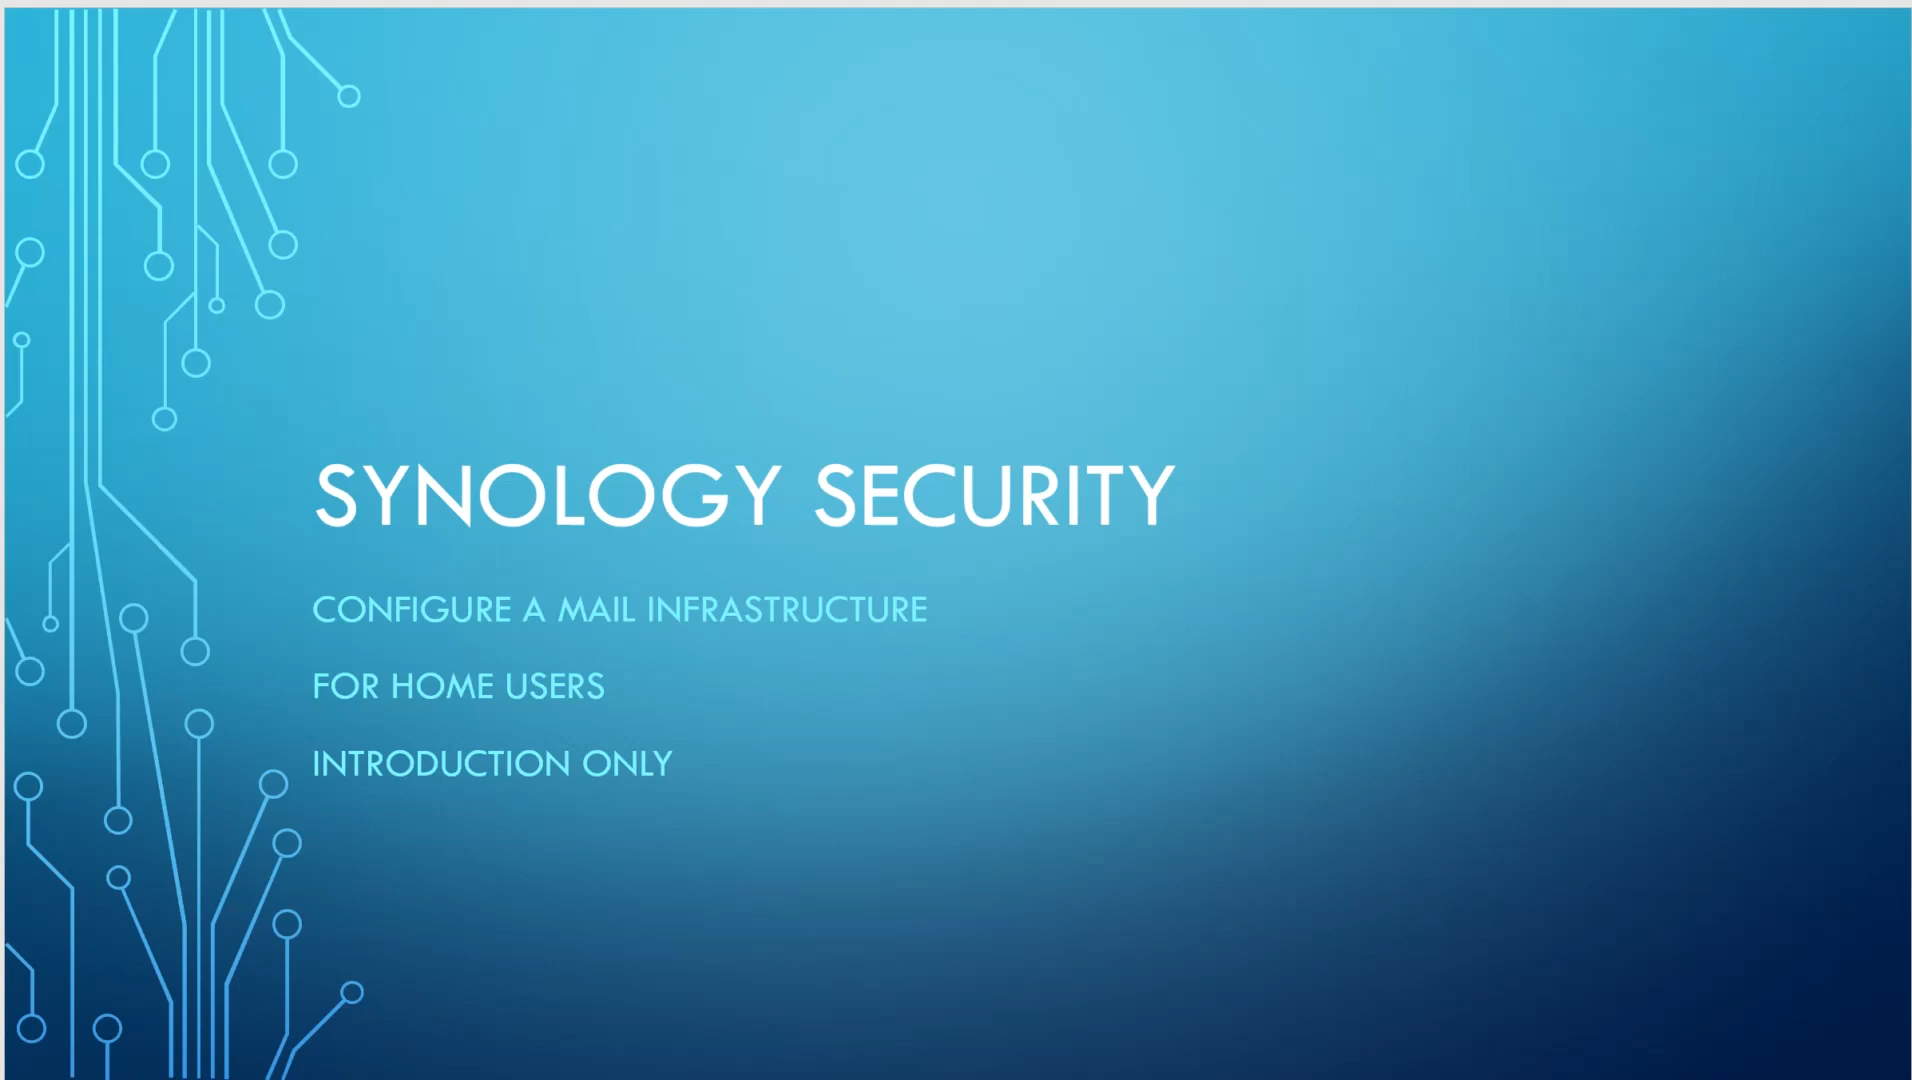 SYNOLOGY SECURITY
CONFIGURE A MAIL INFRASTRUCTURE
FOR HOME USERS
INTRODUCTION ONLY